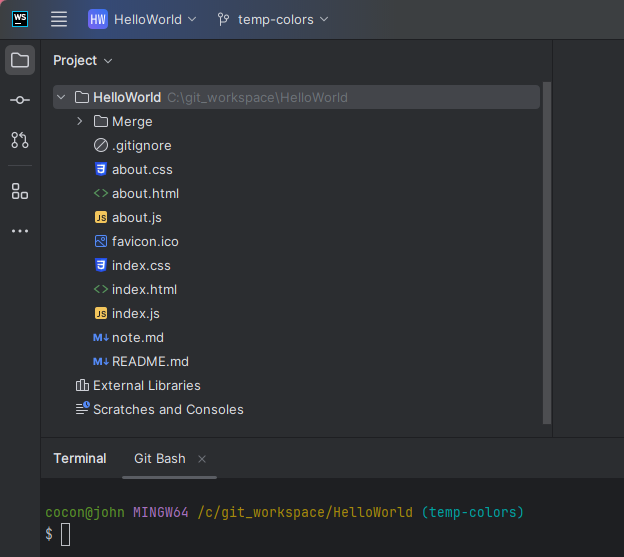 WS HW HelloWorld temp-colors
Project
HelloWorld C:\git_workspace\HelloWorld
Merge
.gitignore
about.css
<> about.html
JS about.js
favicon.ico
index.css
<> index.html
JS index.js
M↓ note.md
M↓ README.md
External Libraries
Scratches and Consoles
Terminal Git Bash ×
cocon@john MINGW64 /c/git_workspace/HelloWorld (temp-colors)
$